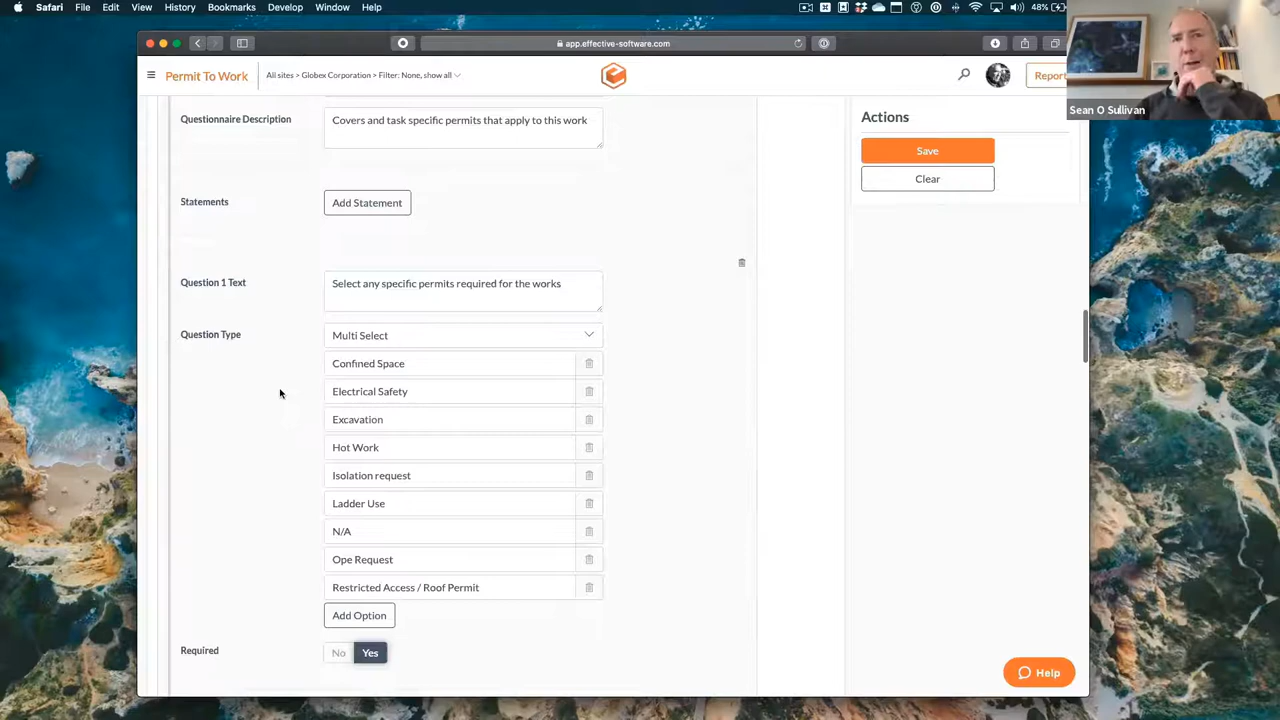 Safari File Edit View History Bookmarks Develop Window Help 48%
app.effective-software.com
Permit To Work All sites > Globex Corporation > Filter: None, show all Report
Sean O Sullivan
Questionnaire Description Covers and task specific permits that apply to this work
Actions
Save
Clear
Statements Add Statement
Question 1 Text Select any specific permits required for the works
Question Type Multi Select
Confined Space
Electrical Safety
Excavation
Hot Work
Isolation request
Ladder Use
N/A
Ope Request
Restricted Access / Roof Permit
Add Option
Required No Yes
Help